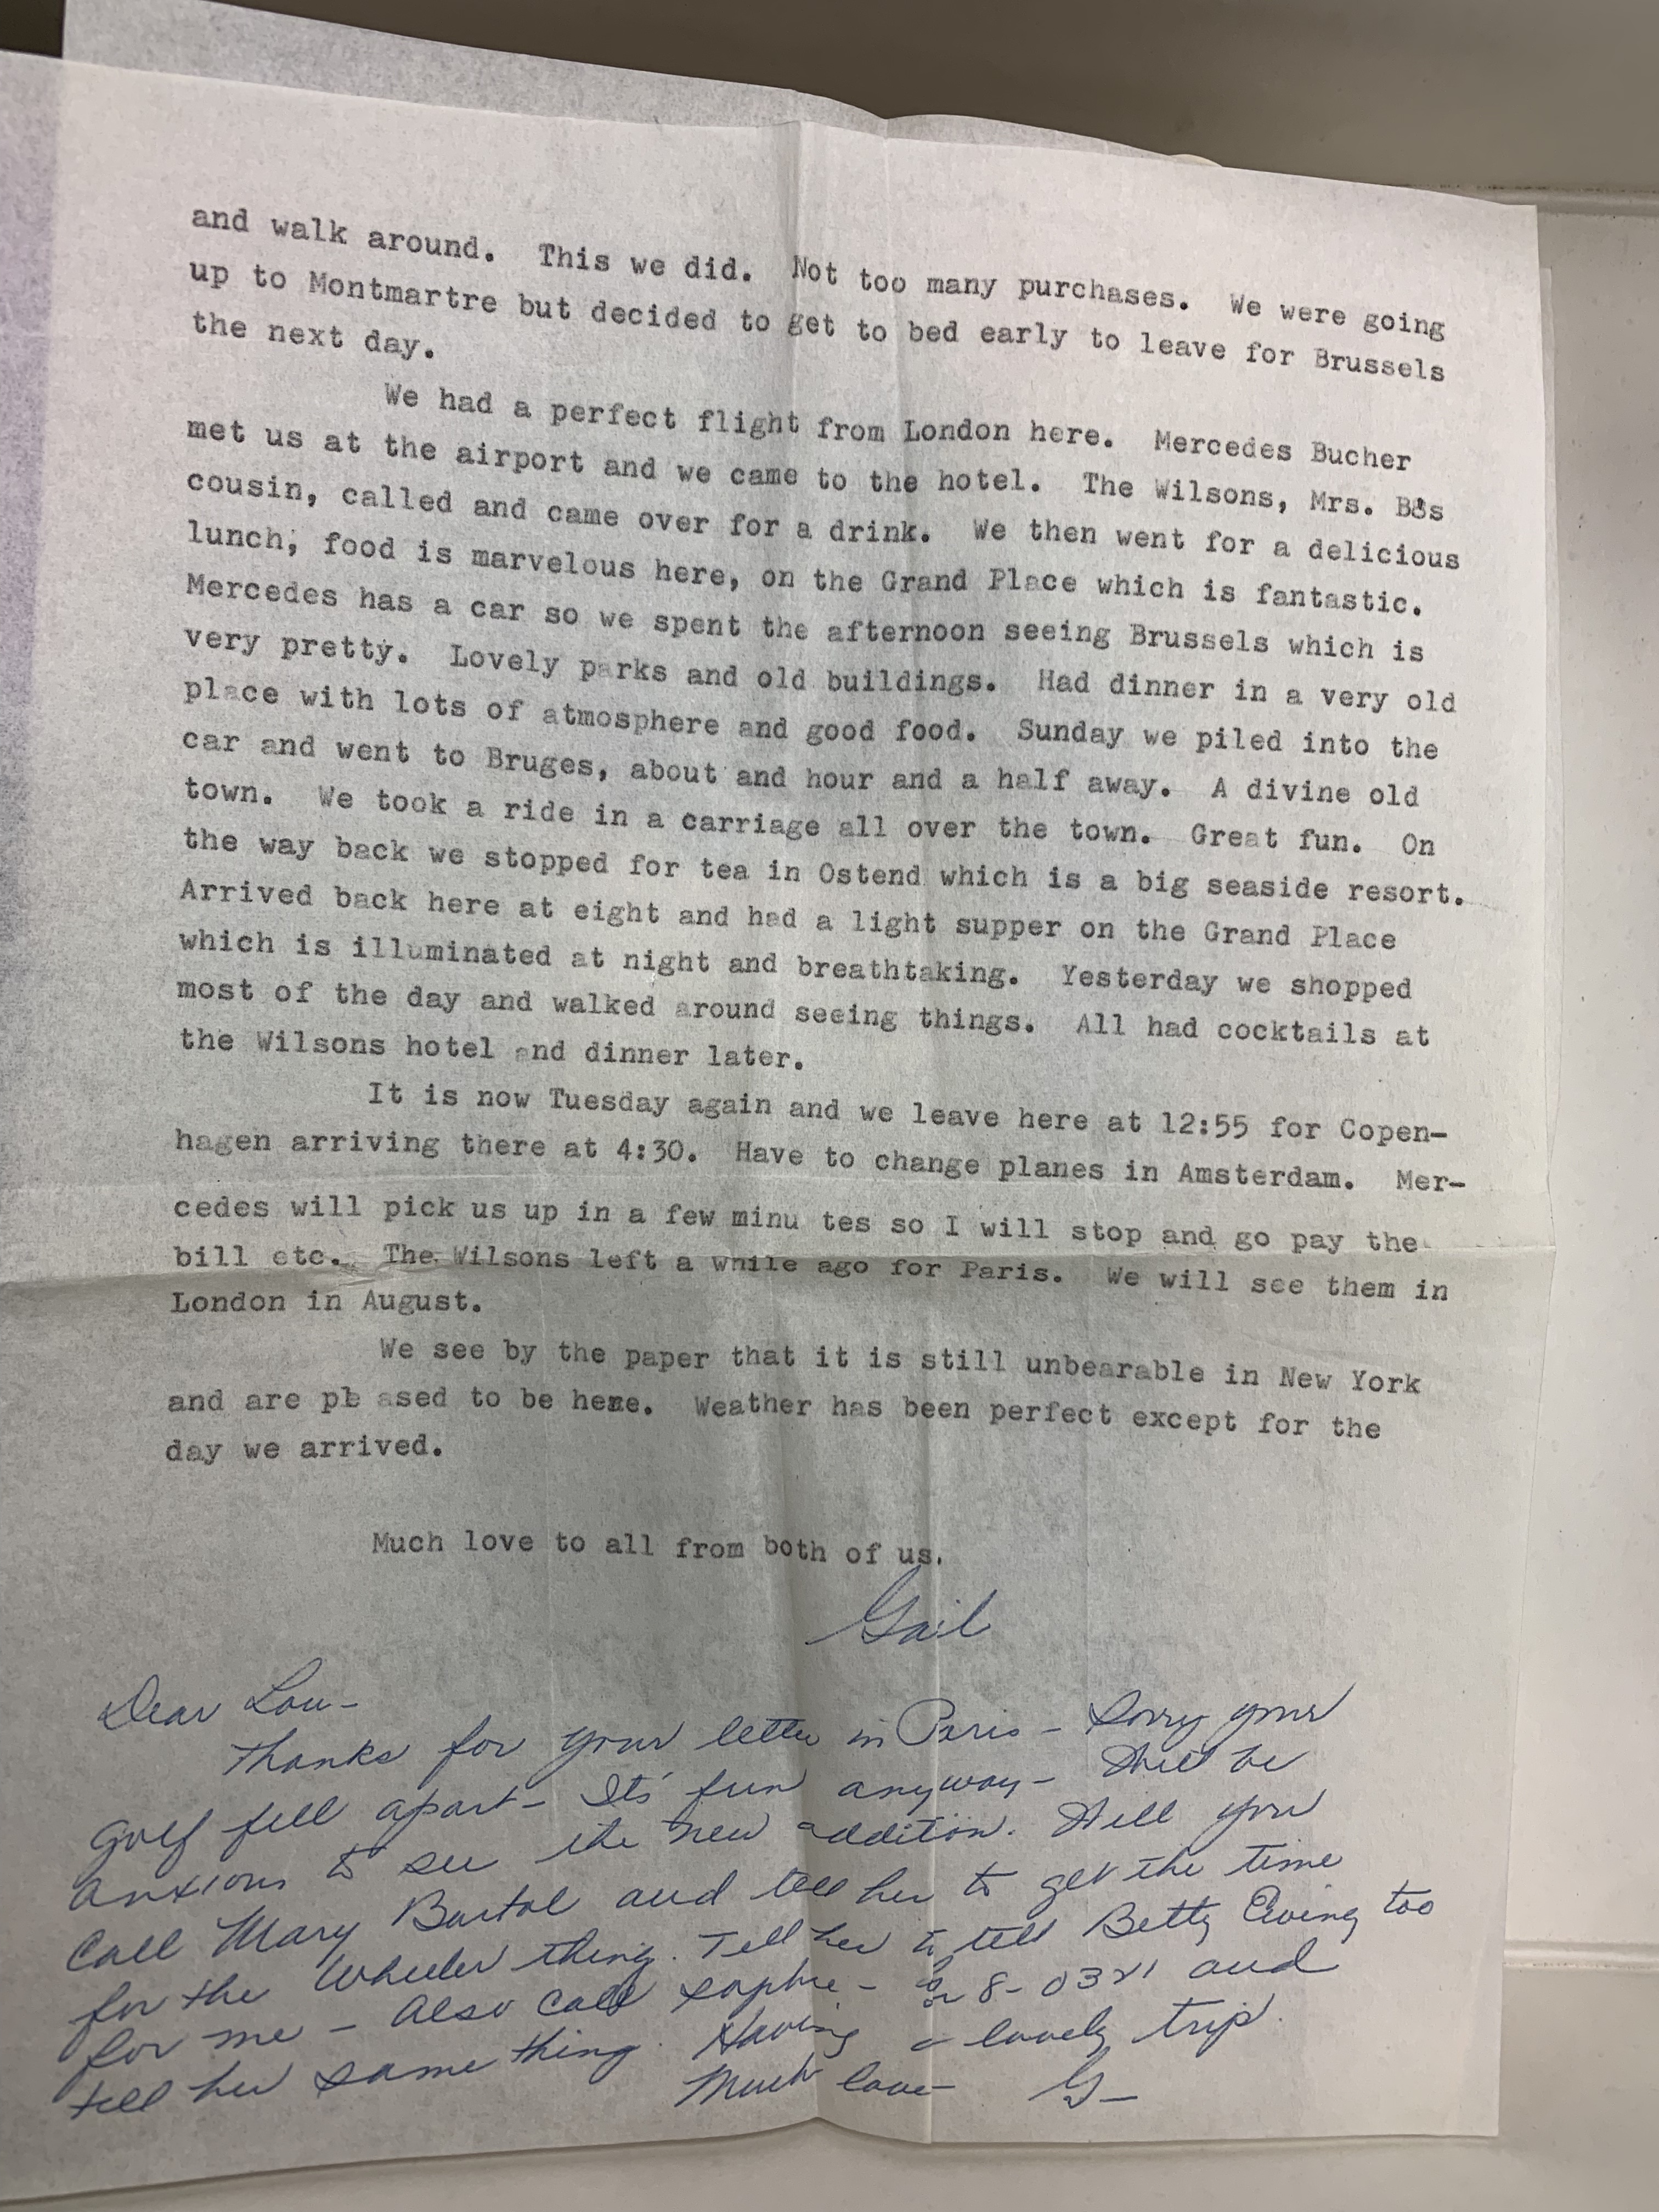 and walk around.  This we did.  Not too many purchases.  We were going
up to Montmartre but decided to get to bed early to leave for Brussels
the next day.
We had a perfect flight from London here.  Mercedes Bucher
met us at the airport and we came to the hotel.  The Wilsons, Mrs.
cousin, called and came over for a drink.  We then went for a delicious
lunch, food is marvelous here, on the Grand Place which is fantastic.
Mercedes has a car so we spent the afternoon seeing Brussels which is
very pretty.  Lovely parks and old buildings.  Had dinner in a very old
place with lots of atmosphere and good food.  Sunday we piled into the
car and went to Bruges, about and hour and a half away.  A divine old
town.  We took a ride in a carriage all over the town.  Great fun.  On
the way back we stopped for tea in Ostend which is a big seaside resort.
Arrived back here at eight and had a light supper on the Grand Place
which is illuminated at night and breathtaking.  Yesterday we shopped
most of the day and walked around seeing things.  All had cocktails at
the Wilsons hotel and dinner later.
It is now Tuesday again and we leave here at 12:55 for Copen-
hagen arriving there at 4:30.  Have to change planes in Amsterdam.  Mer-
cedes will pick us up in a few minu tes so I will stop and go pay the
bill etc.  The Wilsons left a while ago for Paris.  We will see them in
London in August.
We see by the paper that it is still unbearable in New York
and are pleased to be here.  Weather has been perfect except for the
day we arrived.
Much love to all from both of us.
Gail
Dear Lou-
Thanks for your letter in Paris - Sorry your
golf fell apart - It's fun anyway - Will be
anxious to see the new addition. Will you
call Mary Bartol and tell her to get the time
for the Wheeler thing. Tell her to tell Betty Ewing too
for me - Also call Sophie - 8-0321 and
tell her same thing. Having a lovely trip.
Much love - G-